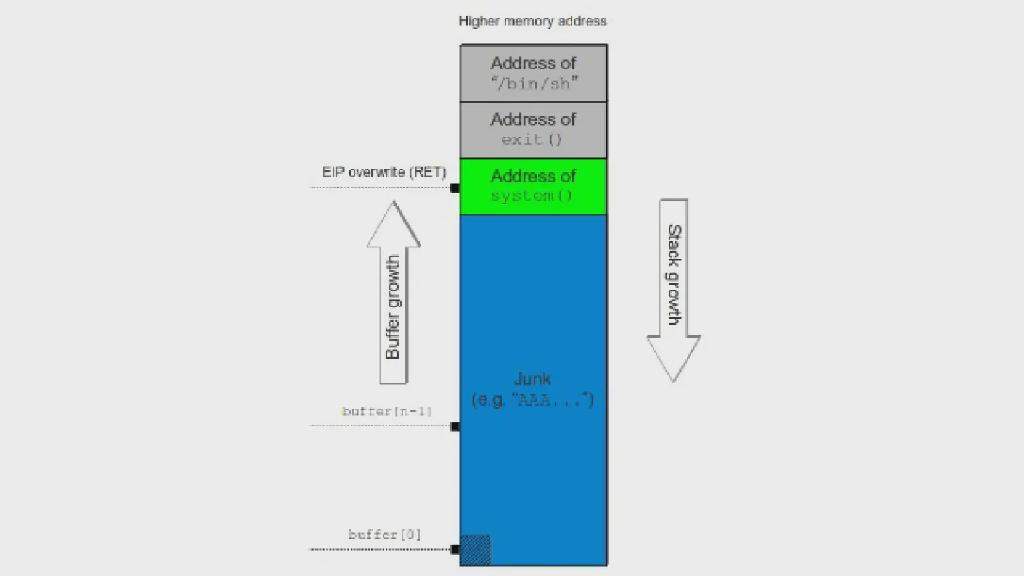 Higher memory address
Address of
“/bin/sh”
Address of
exit()
EIP overwrite (RET)
Address of
system()
Buffer growth
Stack growth
Junk
(e.g. “AAA...”)
buffer[n-1]
buffer[0]